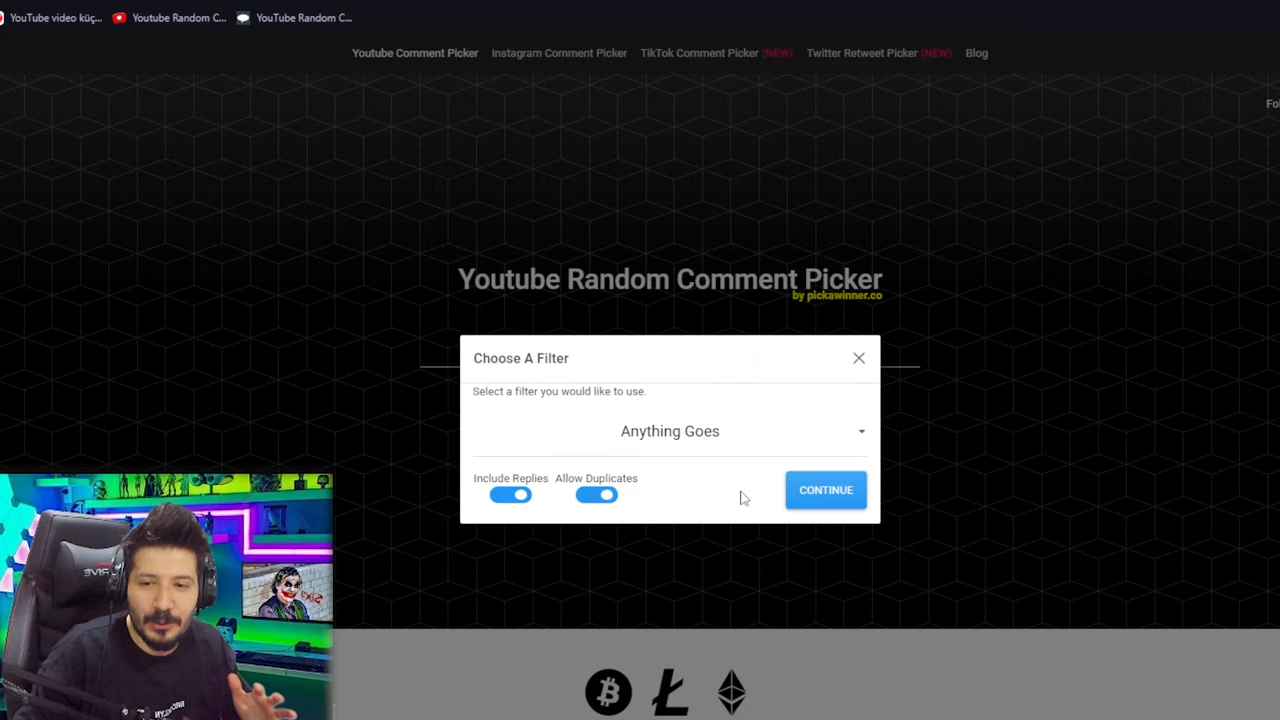 YouTube video küç...
Youtube Random C...
YouTube Random C...
Youtube Comment Picker
Instagram Comment Picker
TikTok Comment Picker (NEW)
Twitter Retweet Picker (NEW)
Blog
Fol
Youtube Random Comment Picker
by pickawinner.co
Choose A Filter
Select a filter you would like to use.
Anything Goes
Include Replies
Allow Duplicates
CONTINUE